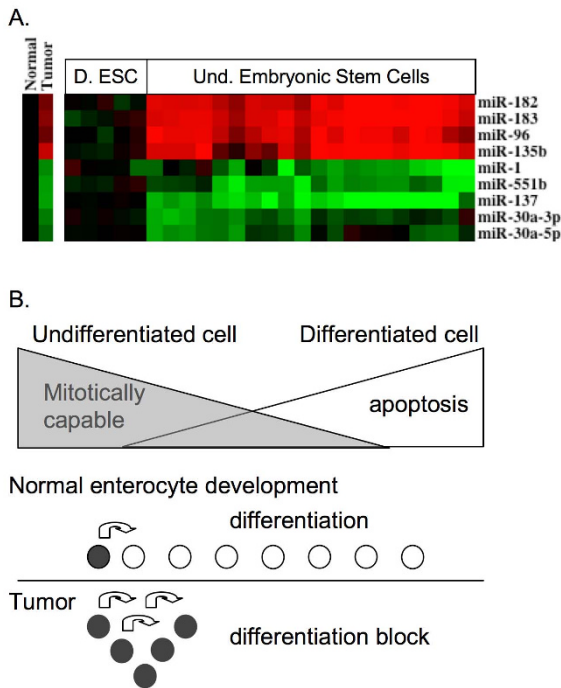 A.
Normal
Tumor
D. ESC
Und. Embryonic Stem Cells
miR-182
miR-183
miR-96
miR-135b
miR-1
miR-551b
miR-137
miR-30a-3p
miR-30a-5p
B.
Undifferentiated cell
Differentiated cell
Mitotically
capable
apoptosis
Normal enterocyte development
differentiation
Tumor
differentiation block